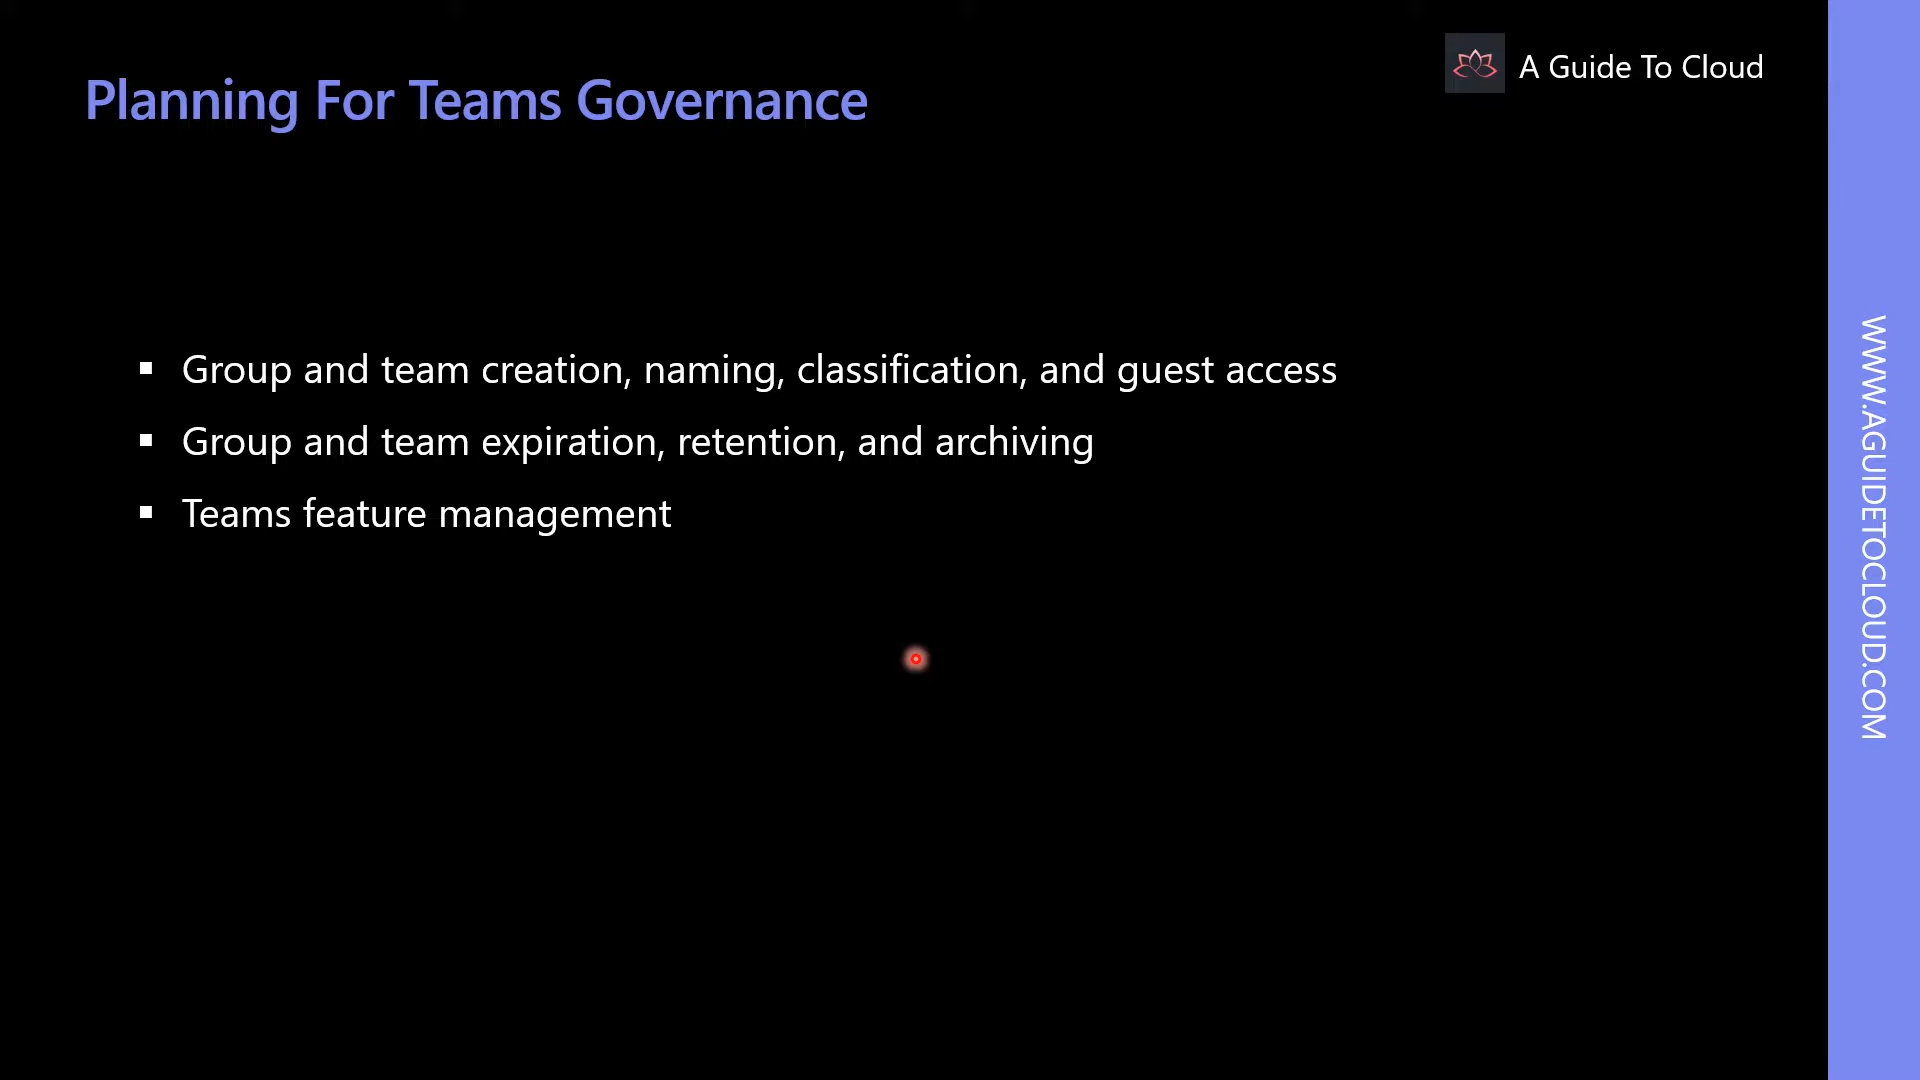 Planning For Teams Governance
A Guide To Cloud
▪ Group and team creation, naming, classification, and guest access
▪ Group and team expiration, retention, and archiving
▪ Teams feature management
WWW.AGUIDETOCLOUD.COM